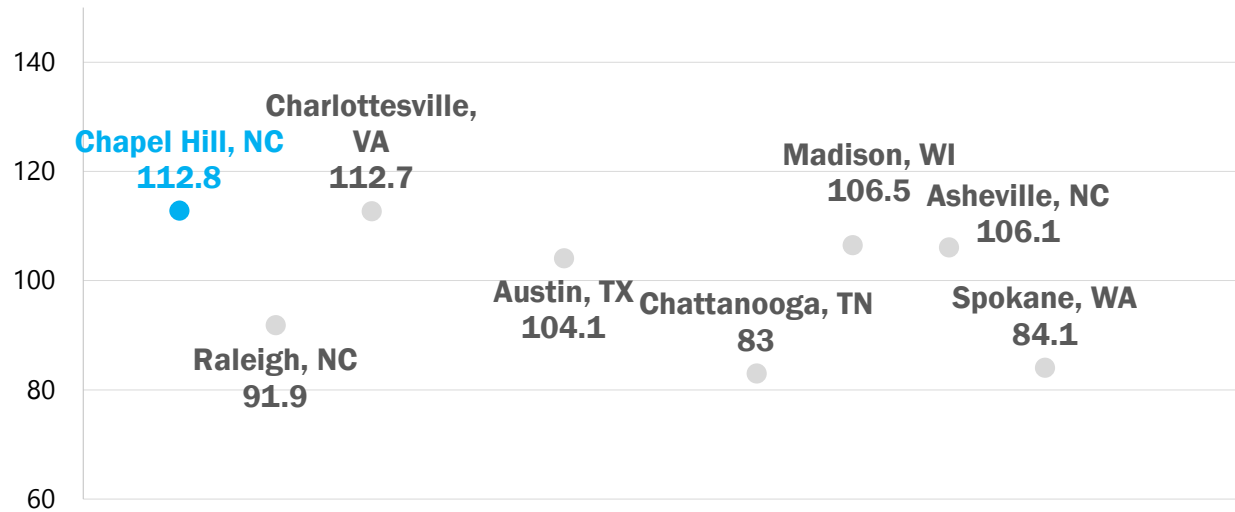 140
120
100
80
60
Chapel Hill, NC
112.8
Raleigh, NC
91.9
Charlottesville,
VA
112.7
Austin, TX
104.1
Chattanooga, TN
83
Madison, WI
106.5
Asheville, NC
106.1
Spokane, WA
84.1